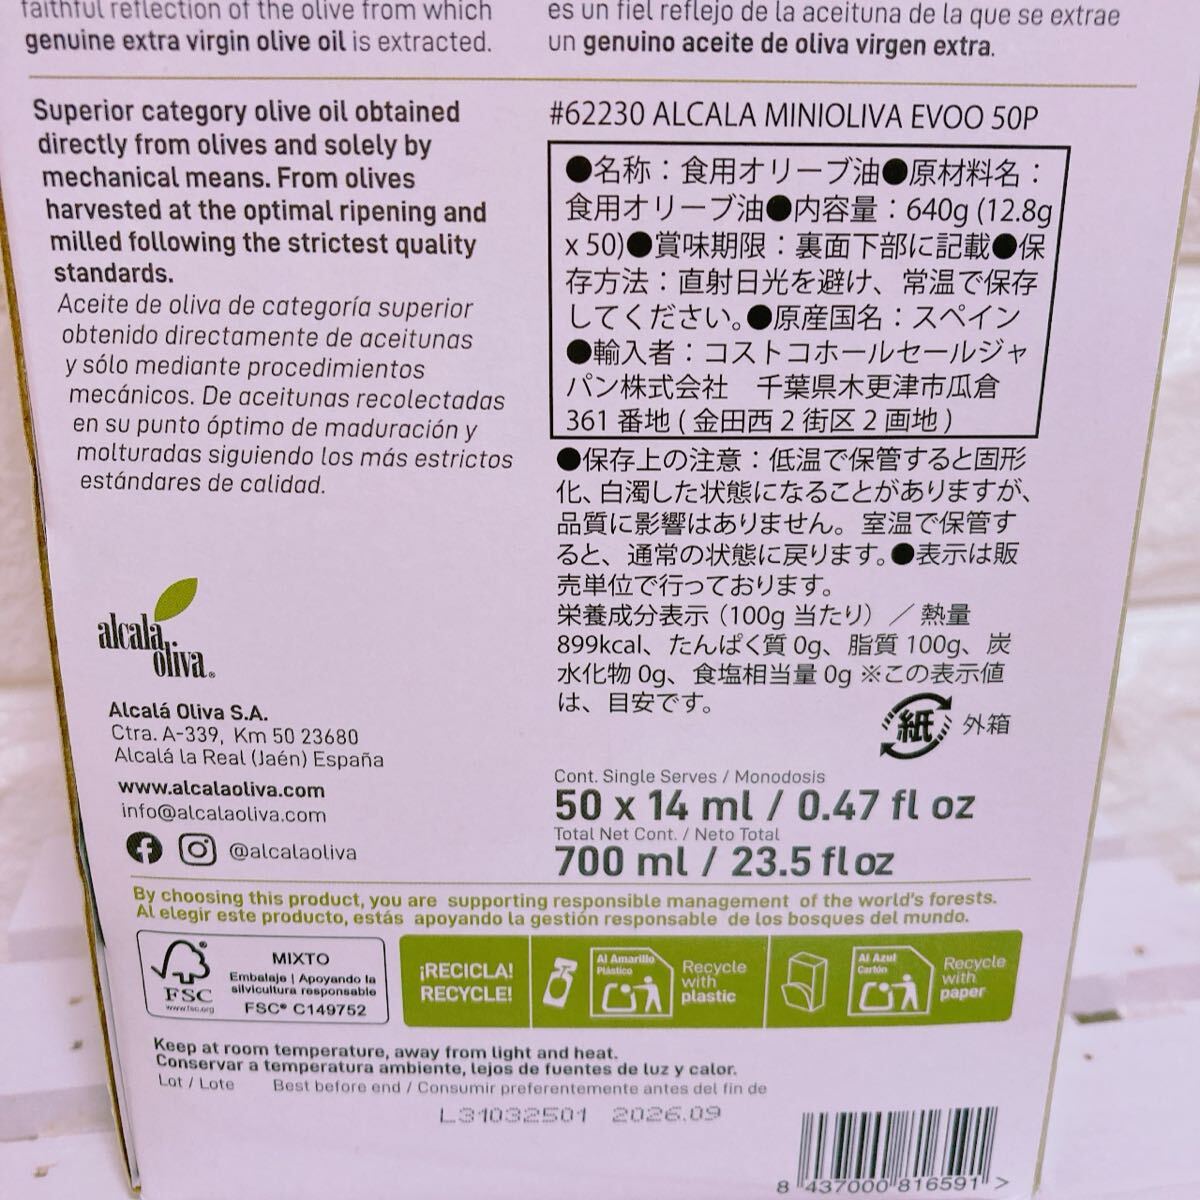 faithful reflection of the olive from which
genuine extra virgin olive oil is extracted.
es un fiel reflejo de la aceituna de la que se extrae
un genuino aceite de oliva virgen extra.
Superior category olive oil obtained
directly from olives and solely by
mechanical means. From olives
harvested at the optimal ripening and
milled following the strictest quality
standards.
Aceite de oliva de categoría superior
obtenido directamente de aceitunas
y sólo mediante procedimientos
mecánicos. De aceitunas recolectadas
en su punto óptimo de maduración y
molturadas siguiendo los más estrictos
estándares de calidad.
#62230 ALCALA MINIOLIVA EVOO 50P
●名称：食用オリーブ油●原材料名：
食用オリーブ油●内容量：640g (12.8g
x 50)●賞味期限：裏面下部に記載●保
存方法：直射日光を避け、常温で保存
してください。●原産国名：スペイン
●輸入者：コストコホールセールジャ
パン株式会社　千葉県木更津市瓜倉
361 番地 ( 金田西 2 街区 2 画地 )
●保存上の注意：低温で保管すると固形
化、白濁した状態になることがありますが、
品質に影響はありません。室温で保管す
ると、通常の状態に戻ります。●表示は販
売単位で行っております。
栄養成分表示（100g 当たり）／ 熱量
899kcal、たんぱく質 0g、脂質 100g、炭
水化物 0g、食塩相当量 0g ※この表示値
は、目安です。
紙 外箱
alcala
oliva®
Alcalá Oliva S.A.
Ctra. A-339, Km 50 23680
Alcalá la Real (Jaén) España
www.alcalaoliva.com
info@alcalaoliva.com
@alcalaoliva
Cont. Single Serves / Monodosis
50 x 14 ml / 0.47 fl oz
Total Net Cont. / Neto Total
700 ml / 23.5 fl oz
By choosing this product, you are supporting responsible management of the world's forests.
Al elegir este producto, estás apoyando la gestión responsable de los bosques del mundo.
FSC
www.fsc.org
MIXTO
Embalaje | Apoyando la
silvicultura responsable
FSC® C149752
¡RECICLA!
RECYCLE!
Al Amarillo
Plástico
Recycle
with
plastic
Al Azul
Cartón
Recycle
with
paper
Keep at room temperature, away from light and heat.
Conservar a temperatura ambiente, lejos de fuentes de luz y calor.
Lot / Lote Best before end / Consumir preferentemente antes del fin de
L31032501 2026.09
8 437000 816591 >